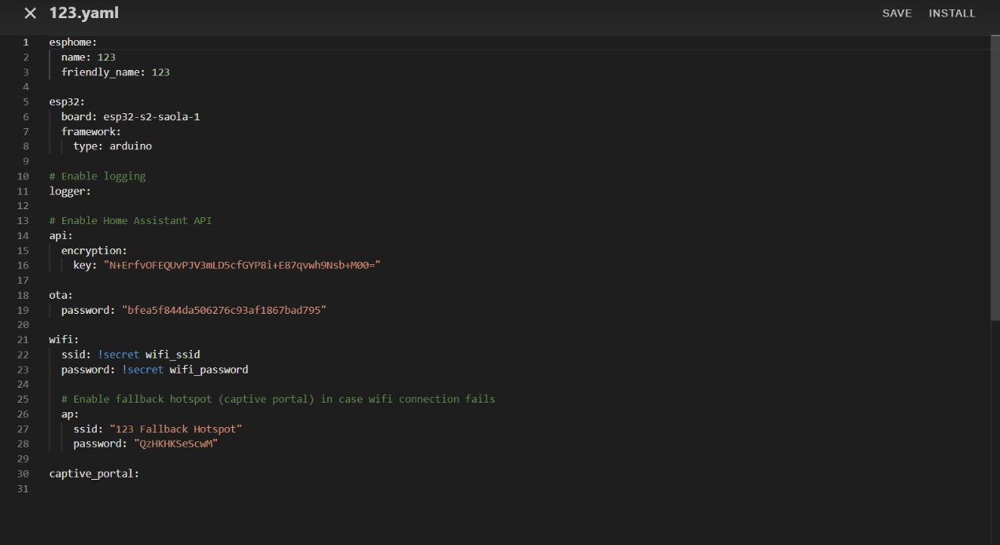 123.yaml
SAVE INSTALL
1 esphome:
2 name: 123
3 friendly_name: 123
4
5 esp32:
6 board: esp32-s2-saola-1
7 framework:
8 type: arduino
9
10 # Enable logging
11 logger:
12
13 # Enable Home Assistant API
14 api:
15 encryption:
16 key: "N+ErfvOFEQUvPJV3mLD5cfGYP8i+E87qvwh9Nsb+M00="
17
18 ota:
19 password: "bfea5f844da506276c93af1867bad795"
20
21 wifi:
22 ssid: !secret wifi_ssid
23 password: !secret wifi_password
24
25 # Enable fallback hotspot (captive portal) in case wifi connection fails
26 ap:
27 ssid: "123 Fallback Hotspot"
28 password: "QzHKHKSeScwM"
29
30 captive_portal:
31